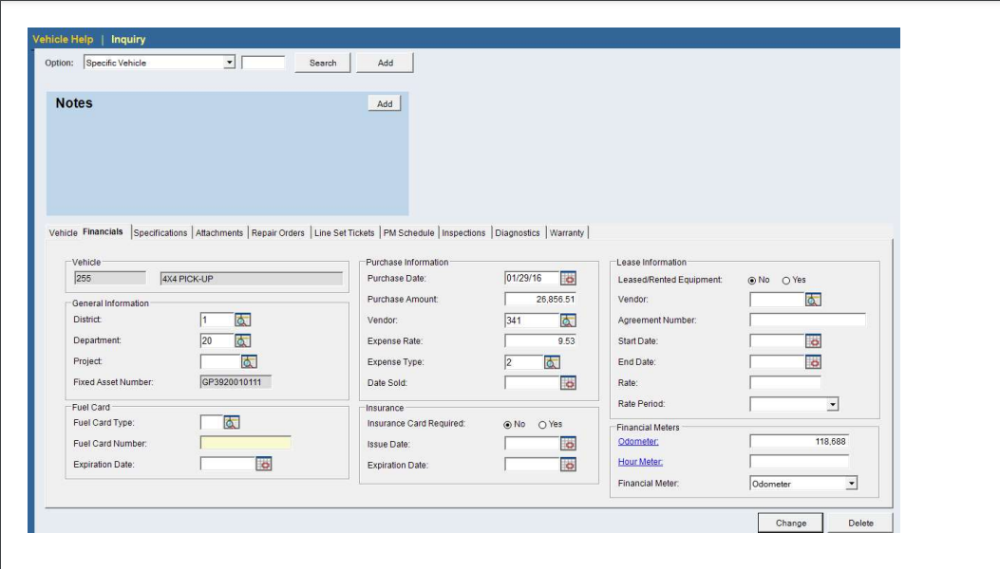 Vehicle Help | Inquiry
Option: Specific Vehicle Search Add
Notes Add
Vehicle Financials Specifications Attachments Repair Orders Line Set Tickets PM Schedule Inspections Diagnostics Warranty
Vehicle
255 4X4 PICK-UP
General Information
District: 1
Department: 20
Project:
Fixed Asset Number: GP3920010111
Fuel Card
Fuel Card Type:
Fuel Card Number:
Expiration Date:
Purchase Information
Purchase Date: 01/29/16
Purchase Amount: 26,856.51
Vendor: 341
Expense Rate: 9.53
Expense Type: 2
Date Sold:
Insurance
Insurance Card Required: No Yes
Issue Date:
Expiration Date:
Lease Information
Leased/Rented Equipment: No Yes
Vendor:
Agreement Number:
Start Date:
End Date:
Rate:
Rate Period:
Financial Meters
Odometer: 118,688
Hour Meter:
Financial Meter: Odometer
Change Delete